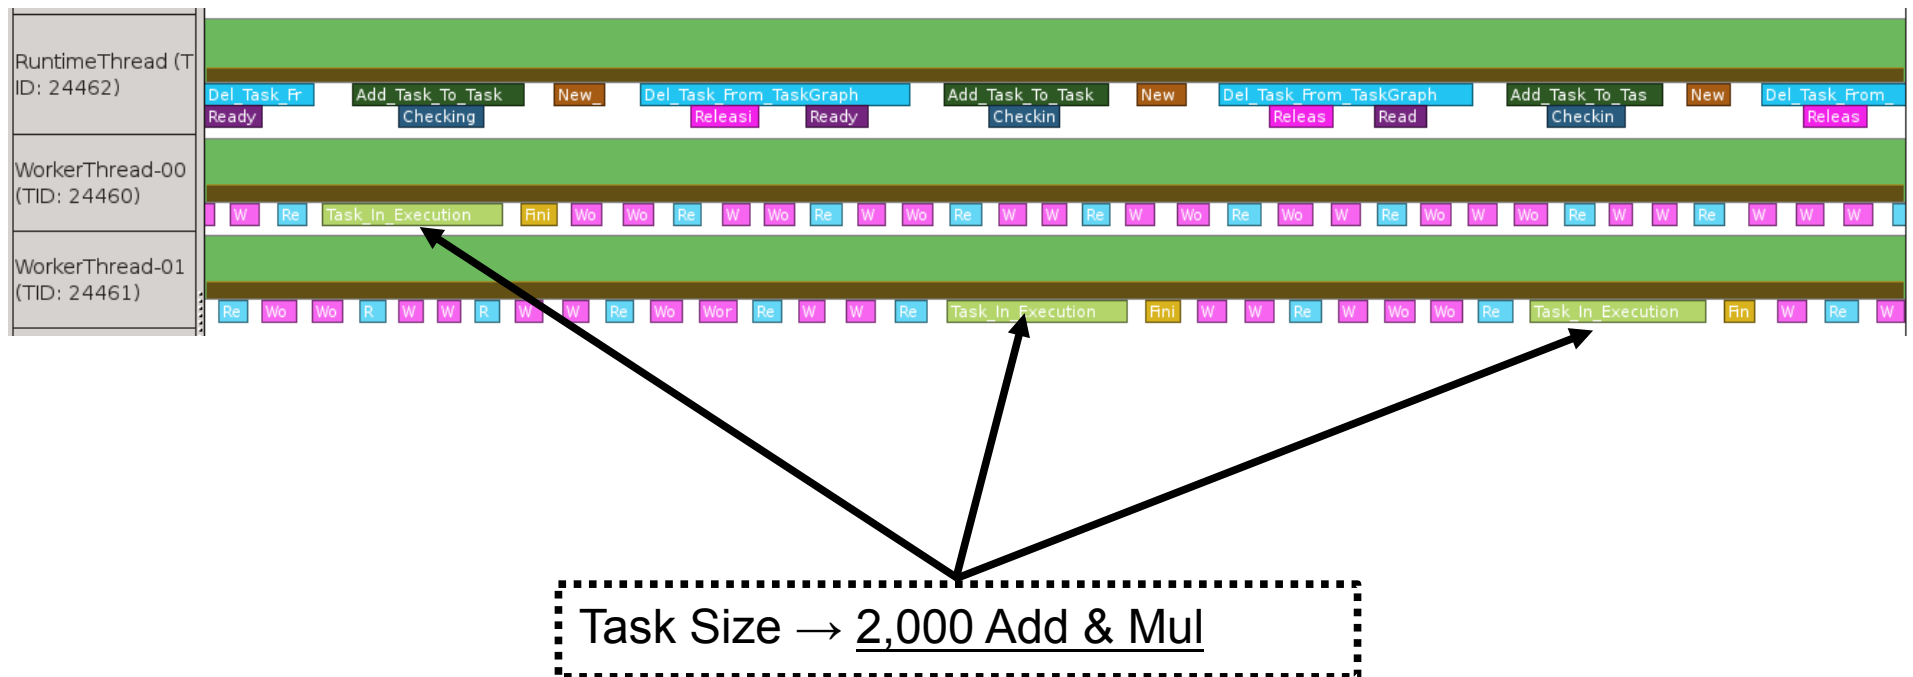 RuntimeThread (T
ID: 24462)
Del_Task_Fr Add_Task_To_Task New_ Del_Task_From_TaskGraph Add_Task_To_Task New Del_Task_From_TaskGraph Add_Task_To_Tas New Del_Task_From_
Ready Checking Releasi Ready Checkin Releas Read Checkin Releas
WorkerThread-00
(TID: 24460)
W Re Task_In_Execution Fini Wo Wo Re W Wo Re W Wo Re W W Re W Wo Re Wo W Re Wo W Wo Re W W Re W W W
WorkerThread-01
(TID: 24461)
Re Wo Wo R W W R W W Re Wo Wor Re W W Re Task_In_Execution Fini W W Re W Wo Wo Re Task_In_Execution Fin W Re W
Task Size → 2,000 Add & Mul